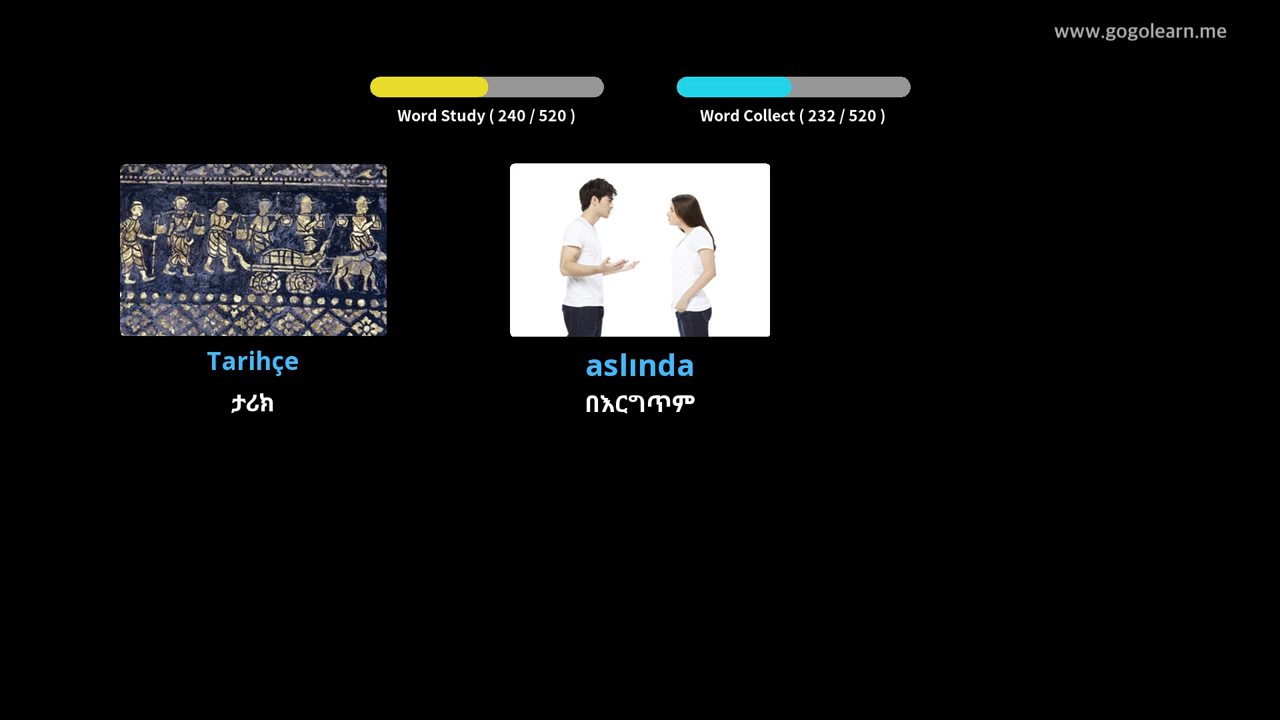 www.gogolearn.me
Word Study ( 240 / 520 )
Word Collect ( 232 / 520 )
Tarihçe
ታሪክ
aslında
በእርግጥም